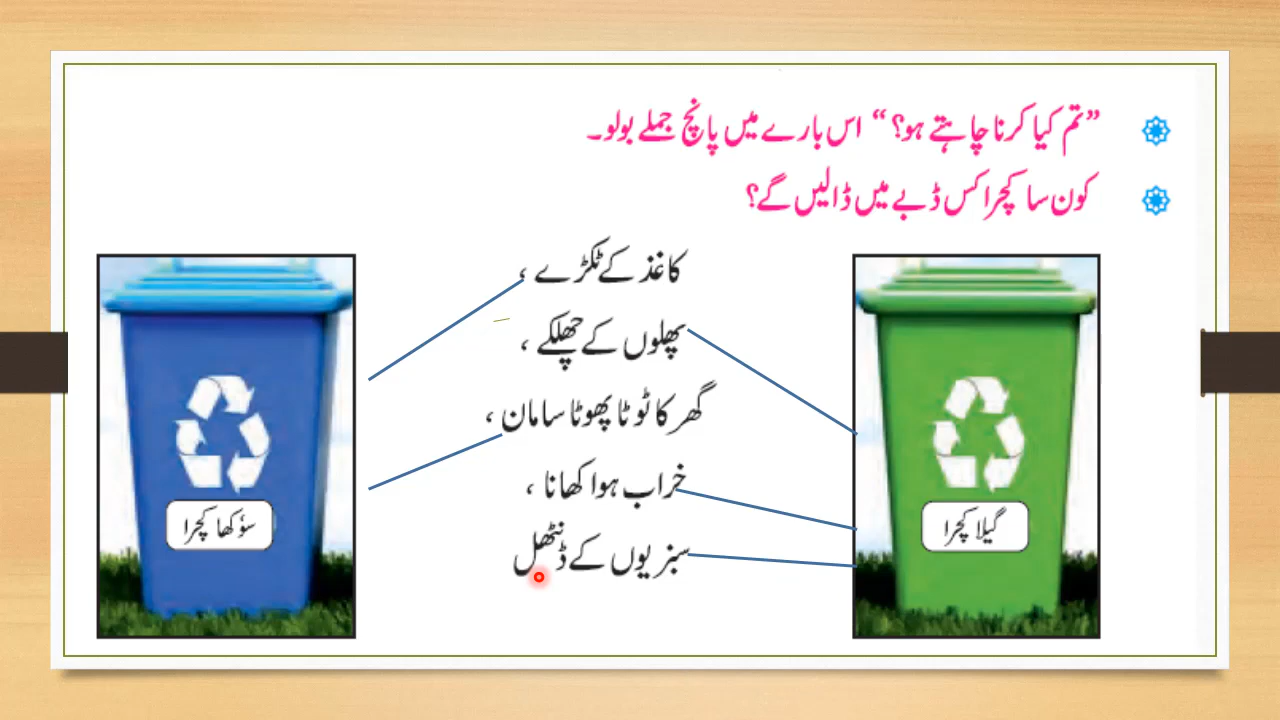 ”تم کیا کرنا چاہتے ہو؟“ اس بارے میں پانچ جملے بولو۔
کون سا کچرا کس ڈبے میں ڈالیں گے؟
کاغذ کے ٹکڑے ،
پھلوں کے چھلکے ،
گھر کا ٹوٹا پھوٹا سامان ،
خراب ہوا کھانا ،
سبزیوں کے ڈنٹھل
گیلا کچرا
سوٗکھا کچرا